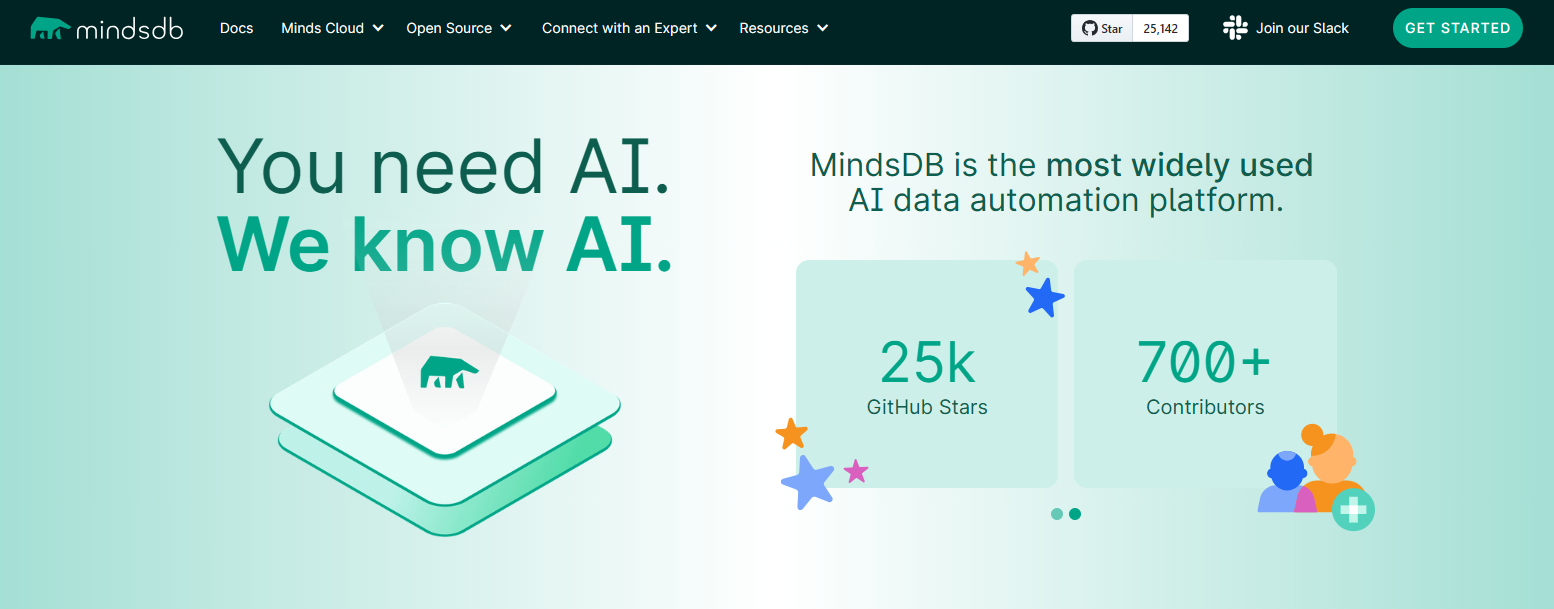 mindsdb
Docs
Minds Cloud
Open Source
Connect with an Expert
Resources
Star
25,142
Join our Slack
GET STARTED
You need AI.
We know AI.
MindsDB is the most widely used
AI data automation platform.
25k
GitHub Stars
700+
Contributors